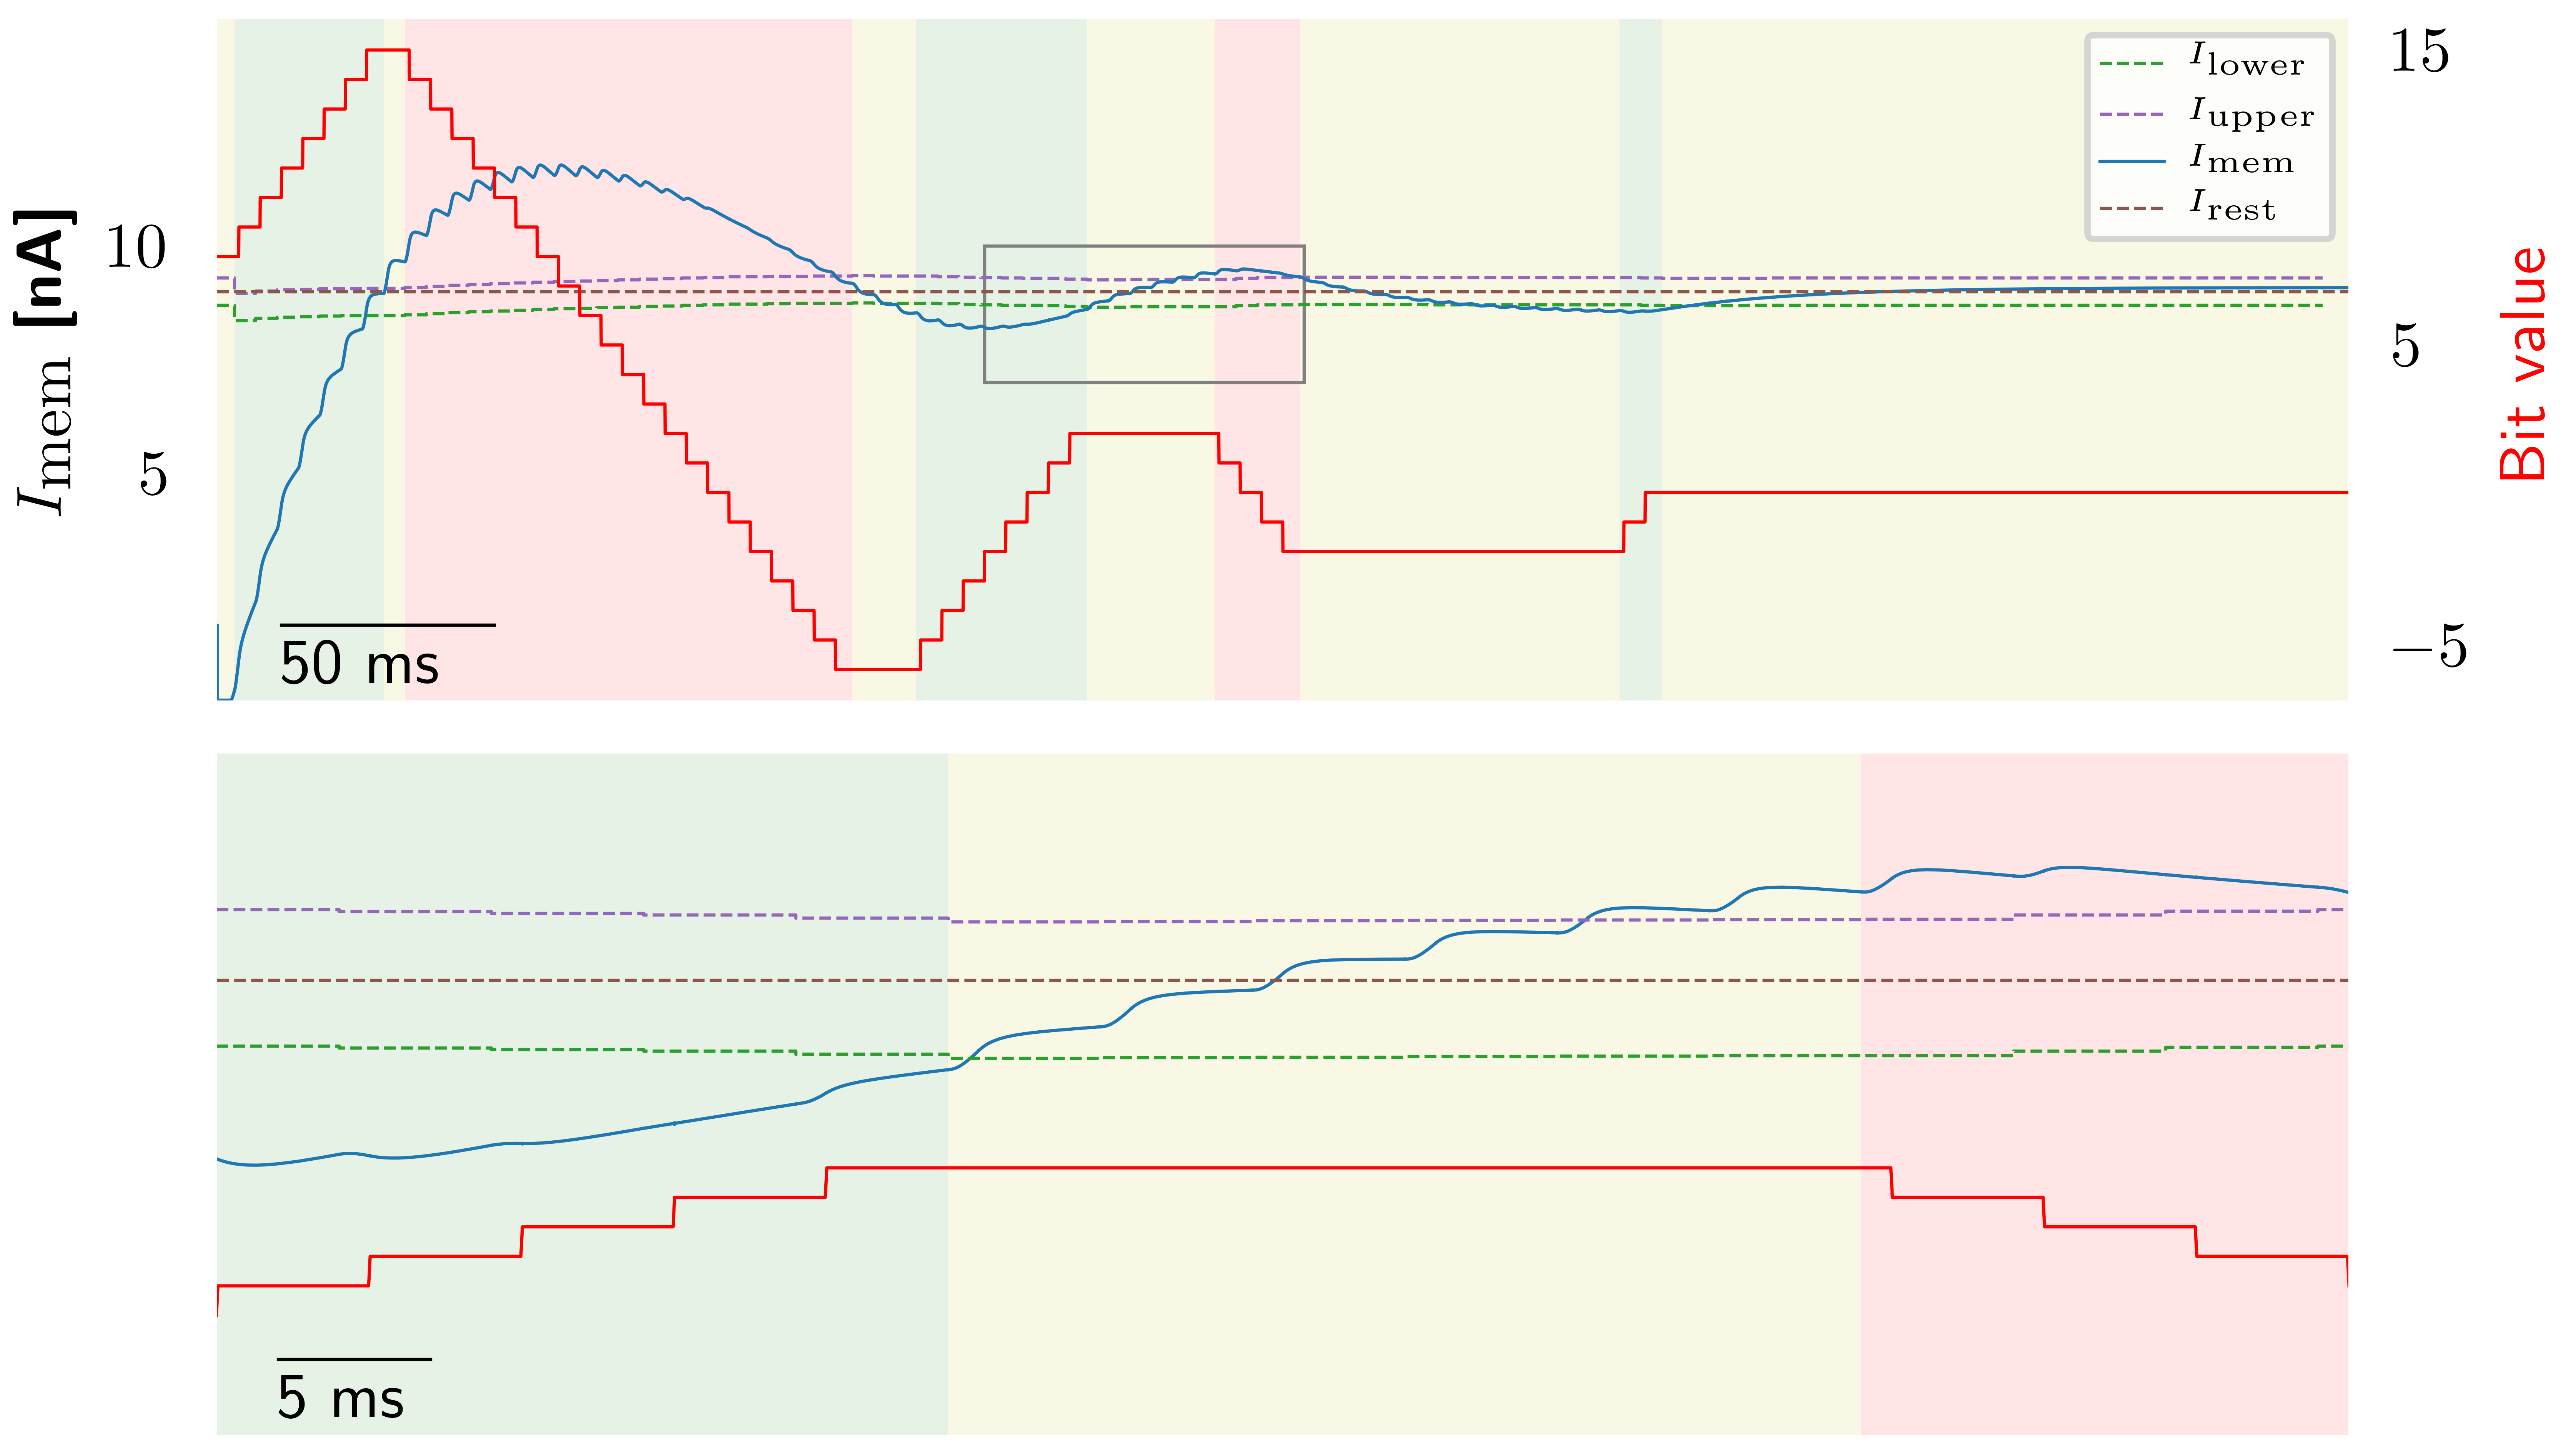 I_mem [nA]
10
5
50 ms
I_lower
I_upper
I_mem
I_rest
15
5
−5
Bit value
5 ms